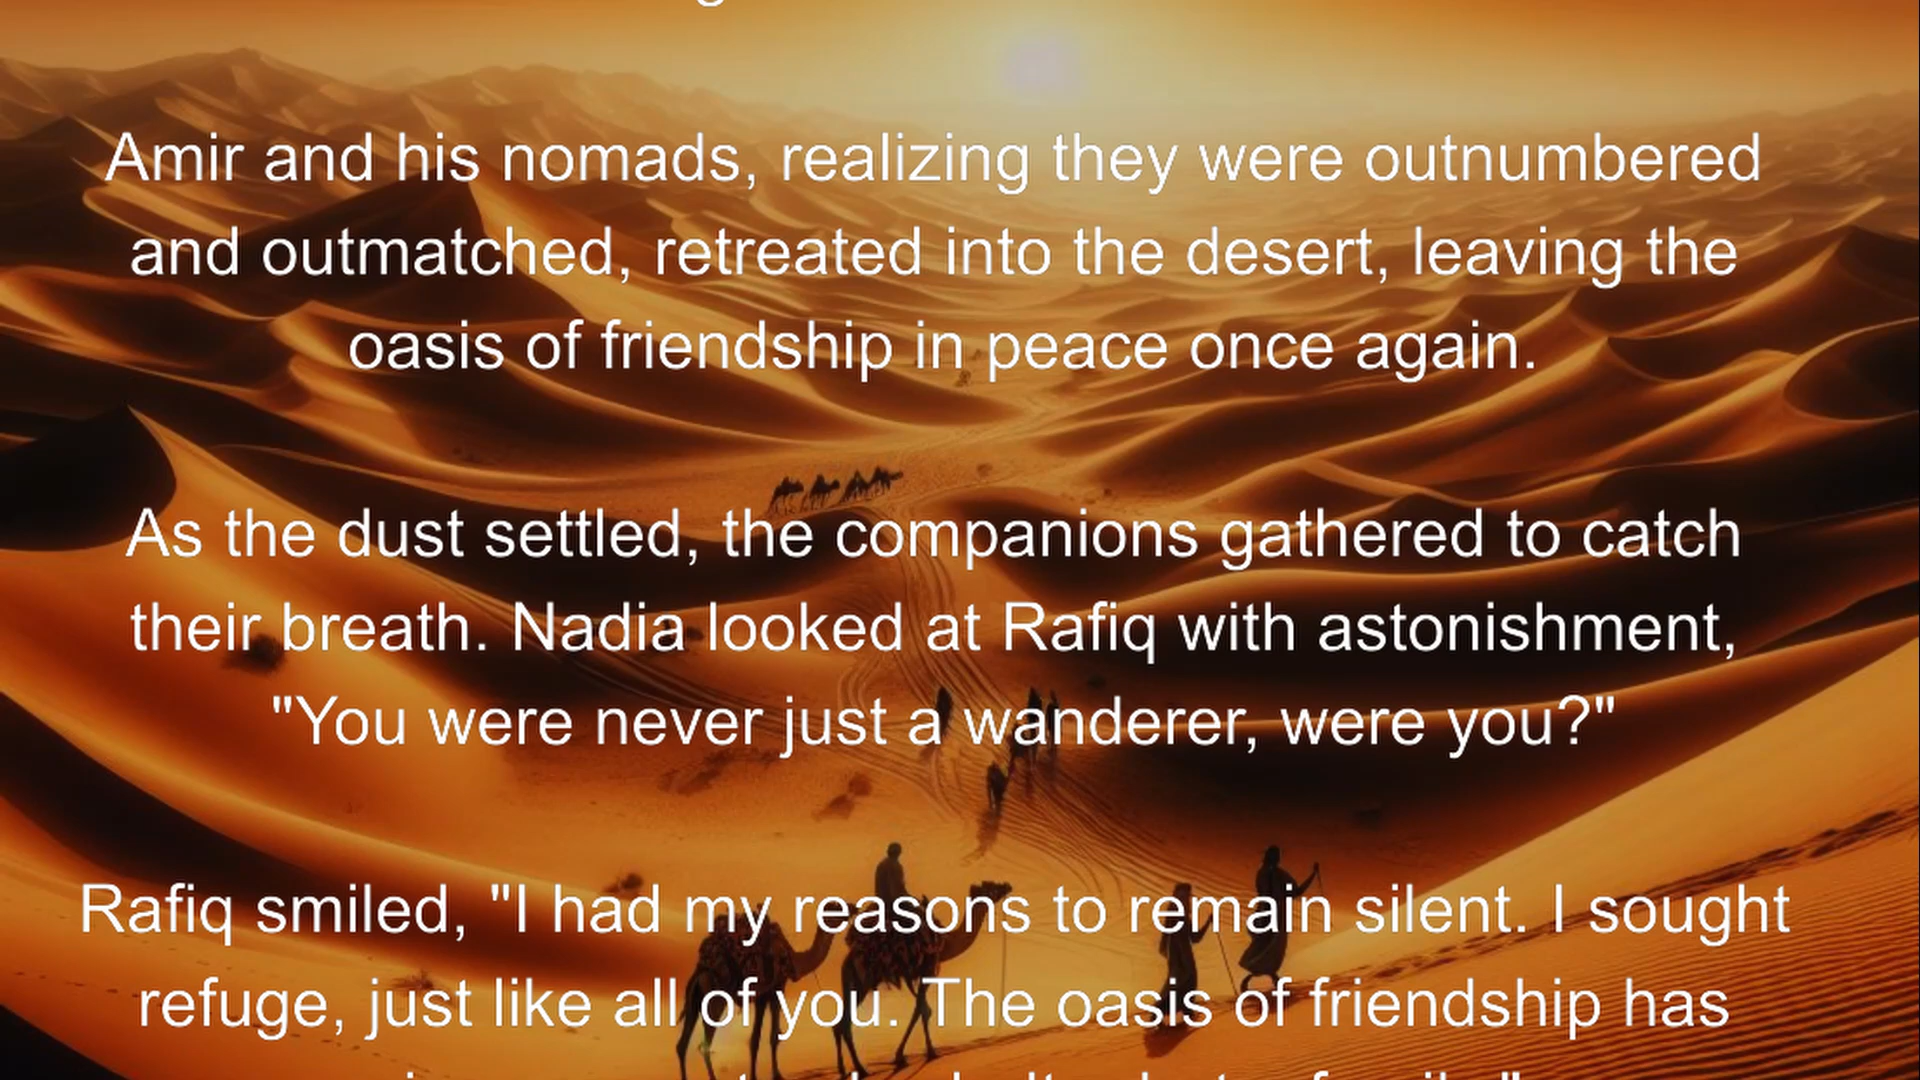 Amir and his nomads, realizing they were outnumbered
and outmatched, retreated into the desert, leaving the
oasis of friendship in peace once again.
As the dust settled, the companions gathered to catch
their breath. Nadia looked at Rafiq with astonishment,
"You were never just a wanderer, were you?"
Rafiq smiled, "I had my reasons to remain silent. I sought
refuge, just like all of you. The oasis of friendship has